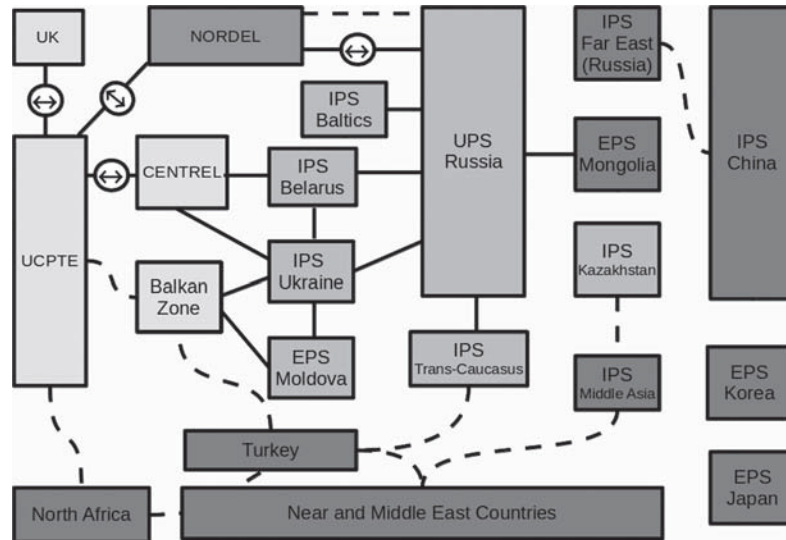 UK
NORDEL
IPS
Far East
(Russia)
IPS
Baltics
UPS
Russia
IPS
China
EPS
Mongolia
CENTREL
IPS
Belarus
UCPTE
Balkan
Zone
IPS
Ukraine
IPS
Kazakhstan
EPS
Moldova
IPS
Trans-Caucasus
IPS
Middle Asia
EPS
Korea
Turkey
EPS
Japan
North Africa
Near and Middle East Countries